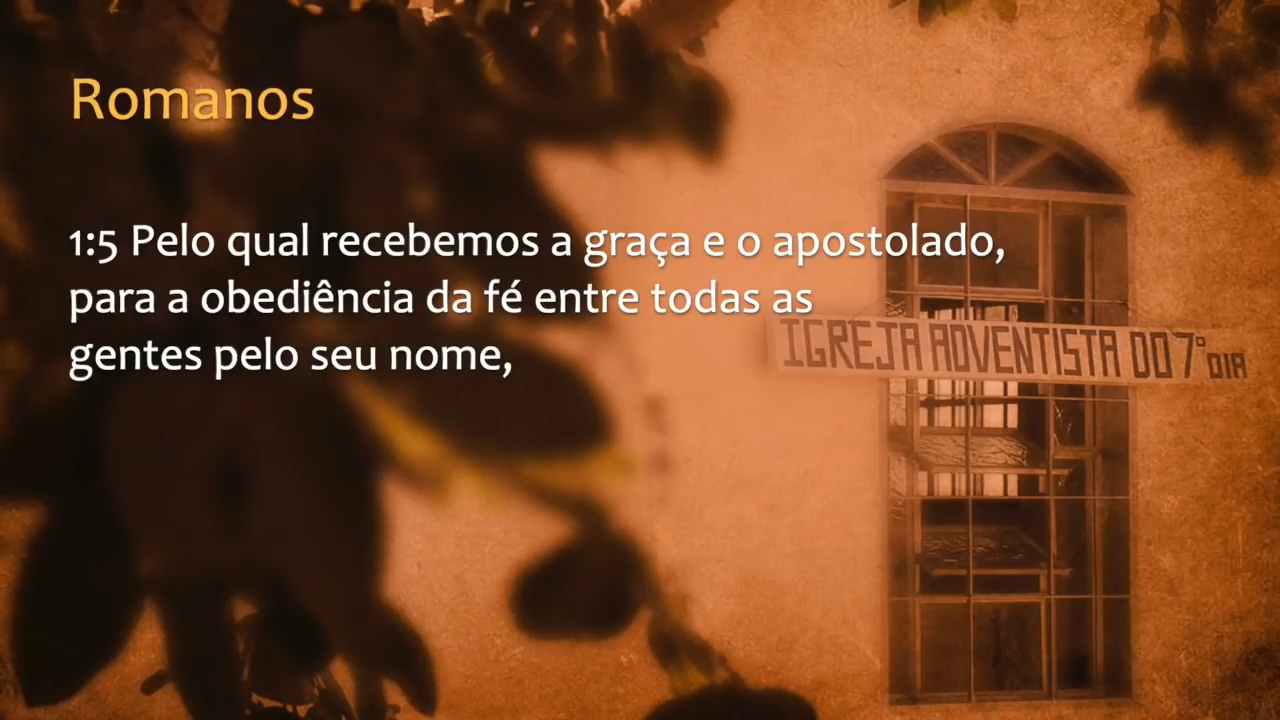 Romanos
1:5 Pelo qual recebemos a graça e o apostolado,
para a obediência da fé entre todas as
gentes pelo seu nome,
IGREJA ADVENTISTA DO 7º DIA